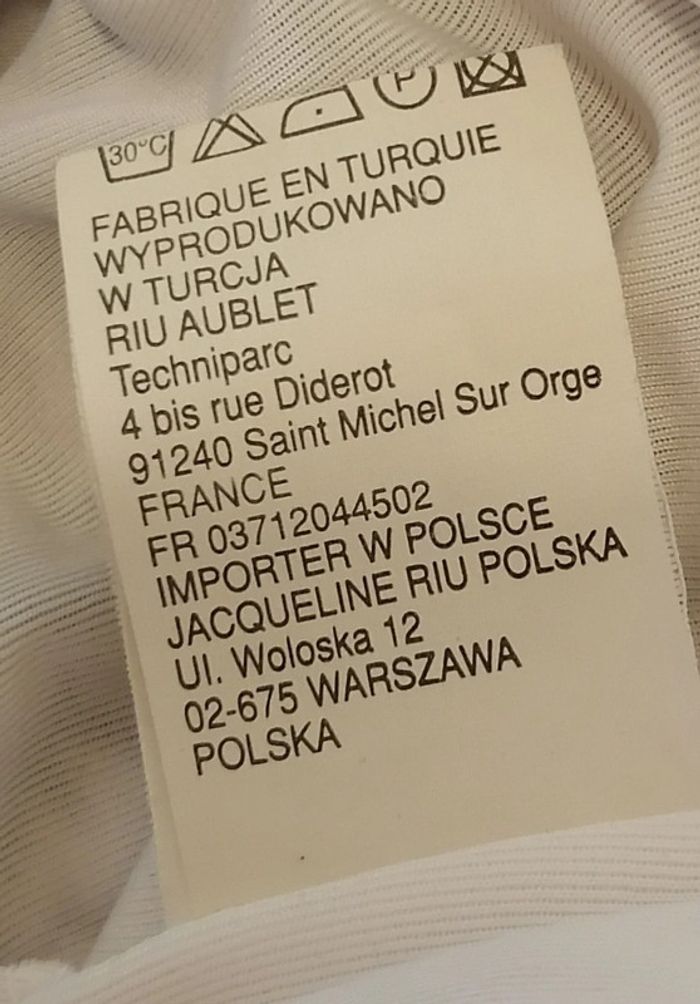 30°C P
FABRIQUE EN TURQUIE
WYPRODUKOWANO
W TURCJA
RIU AUBLET
Techniparc
4 bis rue Diderot
91240 Saint Michel Sur Orge
FRANCE
FR 03712044502
IMPORTER W POLSCE
JACQUELINE RIU POLSKA
Ul. Woloska 12
02-675 WARSZAWA
POLSKA